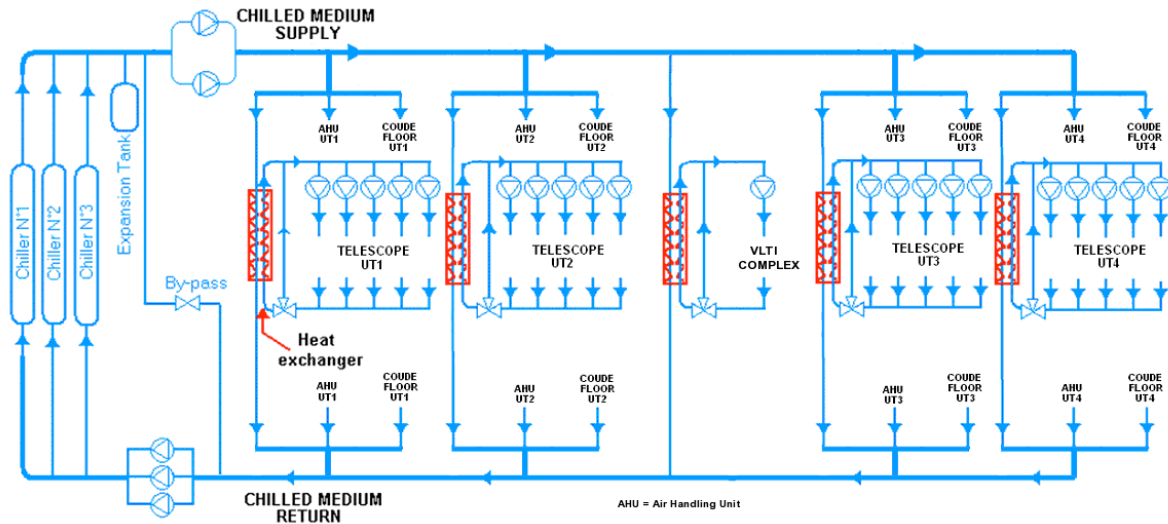 CHILLED MEDIUM
SUPPLY
AHU
UT1
COUDE
FLOOR
UT1
AHU
UT2
COUDE
FLOOR
UT2
AHU
UT3
COUDE
FLOOR
UT3
AHU
UT4
COUDE
FLOOR
UT4
Chiller N°1
Chiller N°2
Chiller N°3
Expansion Tank
By-pass
TELESCOPE
UT1
TELESCOPE
UT2
VLTI
COMPLEX
TELESCOPE
UT3
TELESCOPE
UT4
Heat
exchanger
AHU
UT1
COUDE
FLOOR
UT1
AHU
UT2
COUDE
FLOOR
UT2
AHU
UT3
COUDE
FLOOR
UT3
AHU
UT4
COUDE
FLOOR
UT4
CHILLED MEDIUM
RETURN
AHU = Air Handling Unit